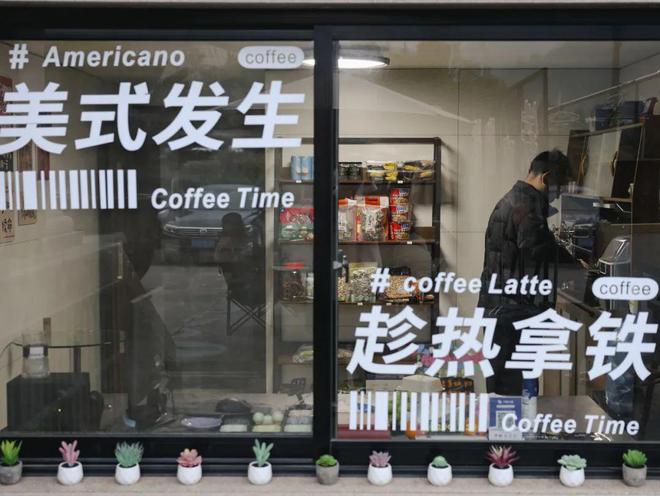 # Americano coffee
美式发生
Coffee Time
# coffee Latte coffee
趁热拿铁
Coffee Time